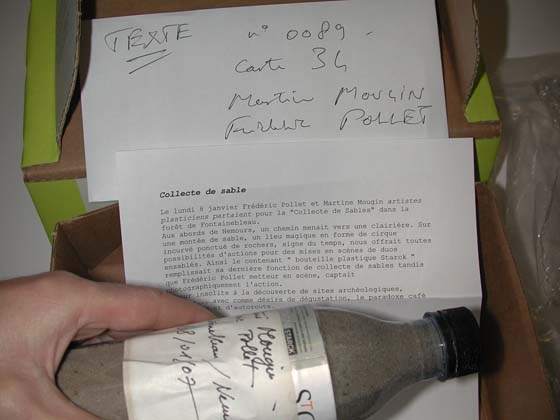 TEXTE n° 0089 -
Carte 34
Martine MOUGIN
Frédéric POLLET
Collecte de sable
Le lundi 8 janvier Frédéric Pollet et Martine Mougin artistes
plasticiens partaient pour la "Collecte de Sables" dans la
forêt de Fontainebleau.
Aux abords de Nemours, un chemin menait vers une clairière. Sur
une montée de sable, un lieu magique en forme de cirque
incurvé ponctué de rochers, signe du temps, nous offrait toutes
possibilités d'actions pour des mises en scènes de duos
ensablés. Ainsi le contenant " bouteille plastique Starck "
remplissait sa dernière fonction de collecte de sables tandis
que Frédéric Pollet metteur en scène, captait
photographiquement l'action.
insolite à la découverte de sites archéologiques,
avec comme désirs de dégustation, le paradoxe café
d'autoroute.
Mougin
Pollet
8/01/07
STARCK